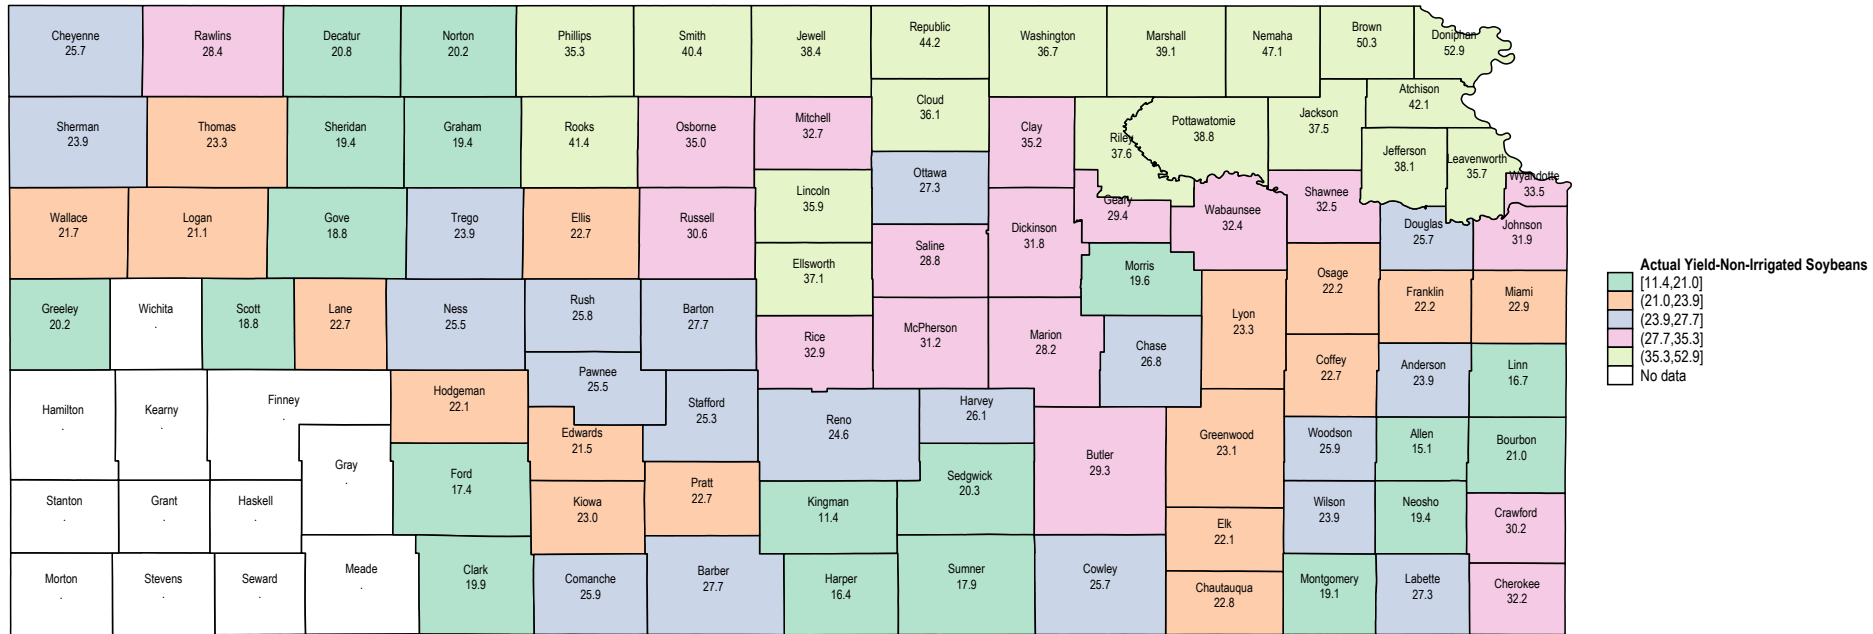 Cheyenne
25.7
Rawlins
28.4
Decatur
20.8
Norton
20.2
Phillips
35.3
Smith
40.4
Jewell
38.4
Republic
44.2
Washington
36.7
Marshall
39.1
Nemaha
47.1
Brown
50.3
Doniphan
52.9
Sherman
23.9
Thomas
23.3
Sheridan
19.4
Graham
19.4
Rooks
41.4
Osborne
35.0
Mitchell
32.7
Cloud
36.1
Clay
35.2
Riley
37.6
Pottawatomie
38.8
Jackson
37.5
Atchison
42.1
Jefferson
38.1
Leavenworth
35.7
Wyandotte
33.5
Wallace
21.7
Logan
21.1
Gove
18.8
Trego
23.9
Ellis
22.7
Russell
30.6
Lincoln
35.9
Ottawa
27.3
Saline
28.8
Dickinson
31.8
Geary
29.4
Wabaunsee
32.4
Shawnee
32.5
Douglas
25.7
Johnson
31.9
Greeley
20.2
Wichita
.
Scott
18.8
Lane
22.7
Ness
25.5
Rush
25.8
Barton
27.7
Ellsworth
37.1
Rice
32.9
McPherson
31.2
Marion
28.2
Morris
19.6
Chase
26.8
Lyon
23.3
Osage
22.2
Franklin
22.2
Miami
22.9
Hamilton
.
Kearny
.
Finney
.
Hodgeman
22.1
Pawnee
25.5
Stafford
25.3
Reno
24.6
Harvey
26.1
Coffey
22.7
Anderson
23.9
Linn
16.7
Gray
.
Ford
17.4
Edwards
21.5
Butler
29.3
Greenwood
23.1
Woodson
25.9
Allen
15.1
Bourbon
21.0
Stanton
.
Grant
.
Haskell
.
Kiowa
23.0
Pratt
22.7
Kingman
11.4
Sedgwick
20.3
Elk
22.1
Wilson
23.9
Neosho
19.4
Crawford
30.2
Morton
.
Stevens
.
Seward
.
Meade
.
Clark
19.9
Comanche
25.9
Barber
27.7
Harper
16.4
Sumner
17.9
Cowley
25.7
Chautauqua
22.8
Montgomery
19.1
Labette
27.3
Cherokee
32.2
Actual Yield-Non-Irrigated Soybeans
[11.4,21.0]
(21.0,23.9]
(23.9,27.7]
(27.7,35.3]
(35.3,52.9]
No data